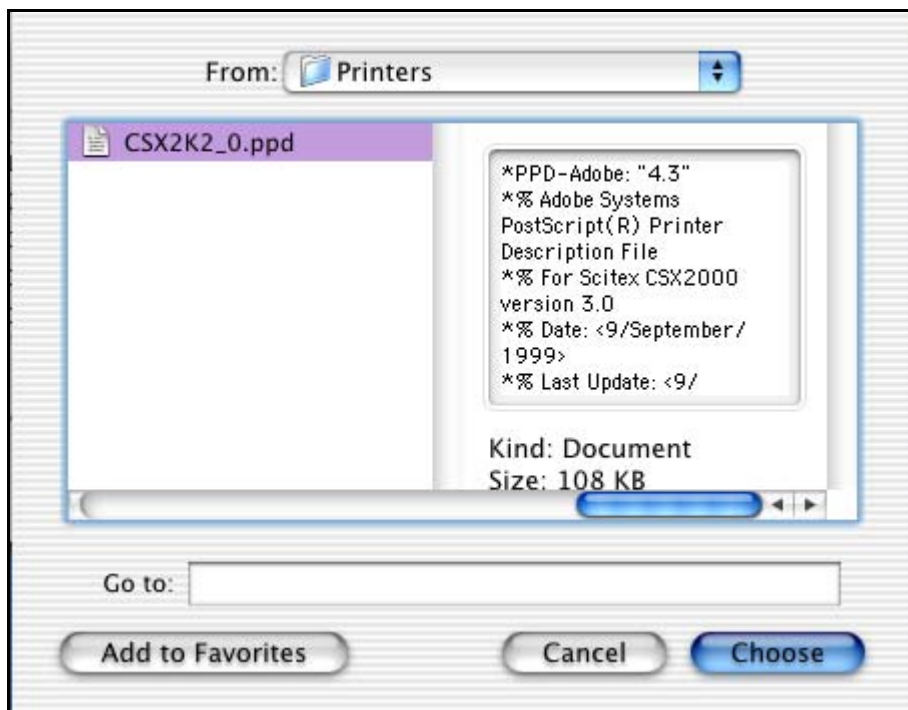 From: Printers
CSX2K2_0.ppd
*PPD-Adobe: "4.3"
*% Adobe Systems
PostScript(R) Printer
Description File
*% For Scitex CSX2000
version 3.0
*% Date: <9/September/
1999>
*% Last Update: <9/
Kind: Document
Size: 108 KB
Go to:
Add to Favorites
Cancel
Choose